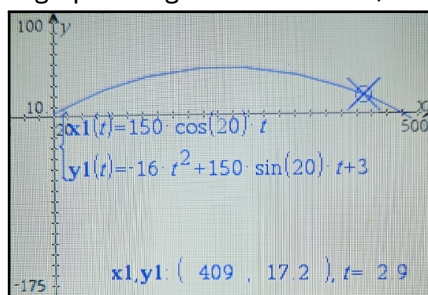 100 y
x
10
20 500
x1(t)=150·cos(20)·t
y1(t)=-16·t²+150·sin(20)·t+3
x1,y1: ( 409 , 17.2 ), t= 2.9
-175